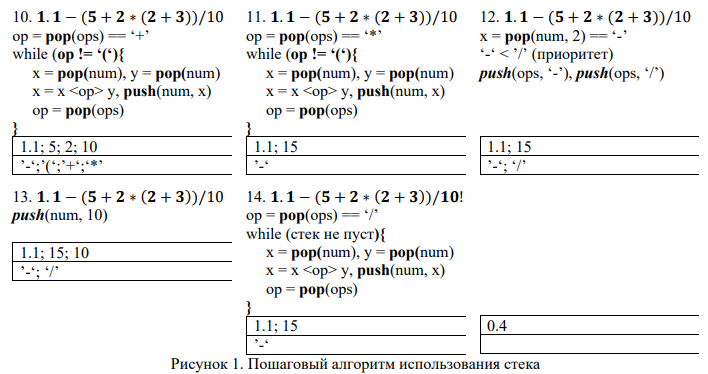 10. 1.1 − (5 + 2 ∗ (2 + 3))/10
op = pop(ops) == ‘+’
while (op != ‘(‘){
x = pop(num), y = pop(num)
x = x <op> y, push(num, x)
op = pop(ops)
}
1.1; 5; 2; 10
’-‘;’(‘;’+‘;‘*’
11. 1.1 − (5 + 2 ∗ (2 + 3))/10
op = pop(ops) == ‘*’
while (op != ‘(‘){
x = pop(num), y = pop(num)
x = x <op> y, push(num, x)
op = pop(ops)
}
1.1; 15
’-‘
12. 1.1 − (5 + 2 ∗ (2 + 3))/10
x = pop(num, 2) == ‘-’
‘-‘ < ’/’ (приоритет)
push(ops, ‘-’), push(ops, ‘/’)
1.1; 15
’-‘; ‘/’
13. 1.1 − (5 + 2 ∗ (2 + 3))/10
push(num, 10)
1.1; 15; 10
’-‘; ‘/’
14. 1.1 − (5 + 2 ∗ (2 + 3))/10!
op = pop(ops) == ‘/’
while (стек не пуст){
x = pop(num), y = pop(num)
x = x <op> y, push(num, x)
op = pop(ops)
}
1.1; 15
’-‘
0.4
Рисунок 1. Пошаговый алгоритм использования стека